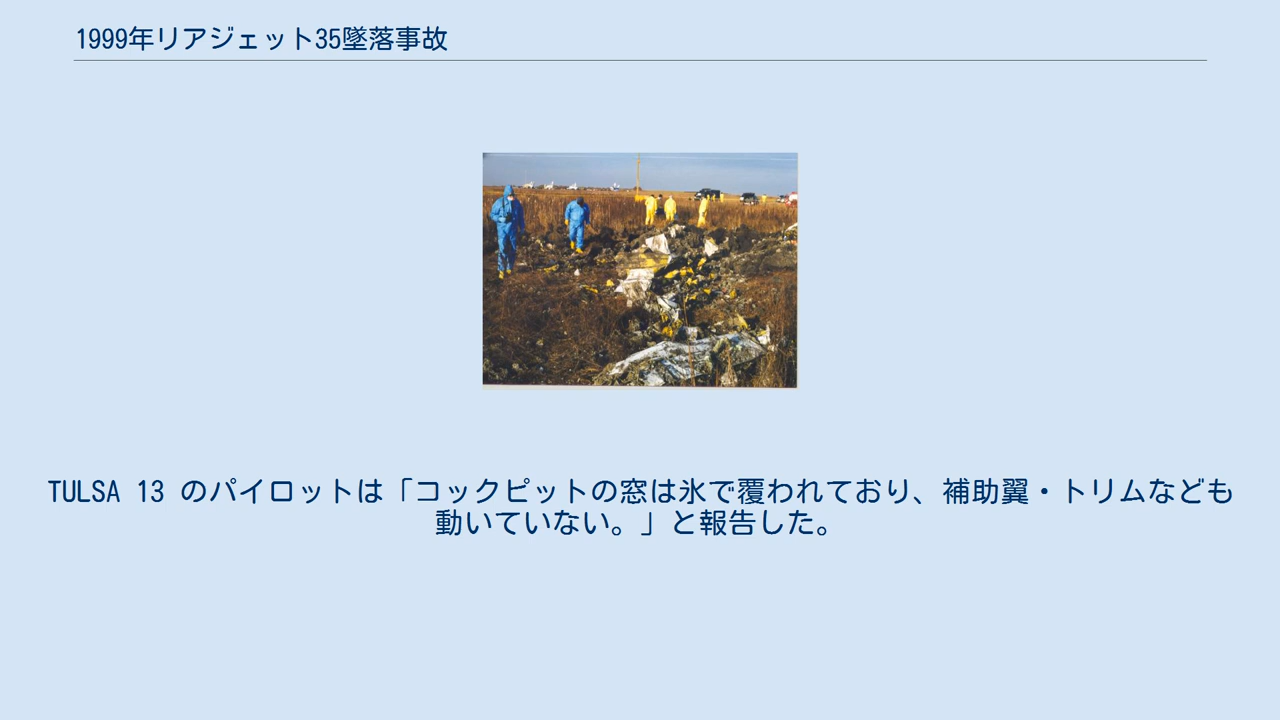 1999年リアジェット35墜落事故
TULSA 13 のパイロットは「コックピットの窓は氷で覆われており、補助翼・トリムなども
動いていない。」と報告した。